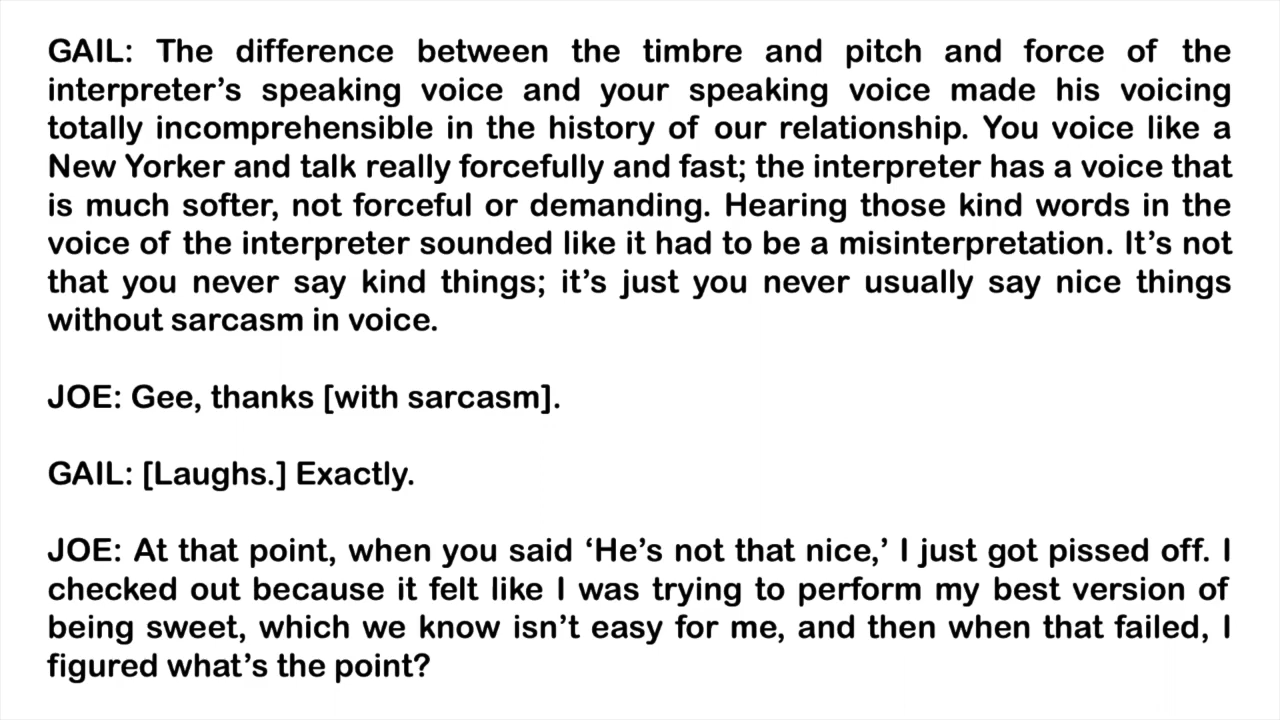 GAIL: The difference between the timbre and pitch and force of the
interpreter’s speaking voice and your speaking voice made his voicing
totally incomprehensible in the history of our relationship. You voice like a
New Yorker and talk really forcefully and fast; the interpreter has a voice that
is much softer, not forceful or demanding. Hearing those kind words in the
voice of the interpreter sounded like it had to be a misinterpretation. It’s not
that you never say kind things; it’s just you never usually say nice things
without sarcasm in voice.
JOE: Gee, thanks [with sarcasm].
GAIL: [Laughs.] Exactly.
JOE: At that point, when you said ‘He’s not that nice,’ I just got pissed off. I
checked out because it felt like I was trying to perform my best version of
being sweet, which we know isn’t easy for me, and then when that failed, I
figured what’s the point?